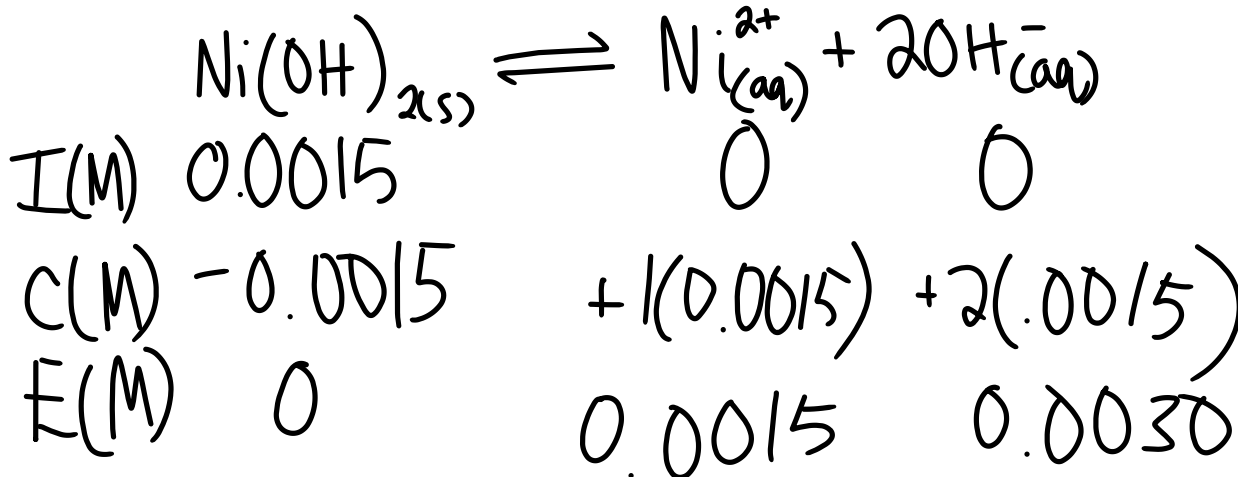 Ni(OH)₂(s) ⇌ Ni²⁺(aq) + 2OH⁻(aq)
I(M) 0.0015 0 0
C(M) -0.0015 +1(0.0015) +2(.0015)
E(M) 0 0.0015 0.0030